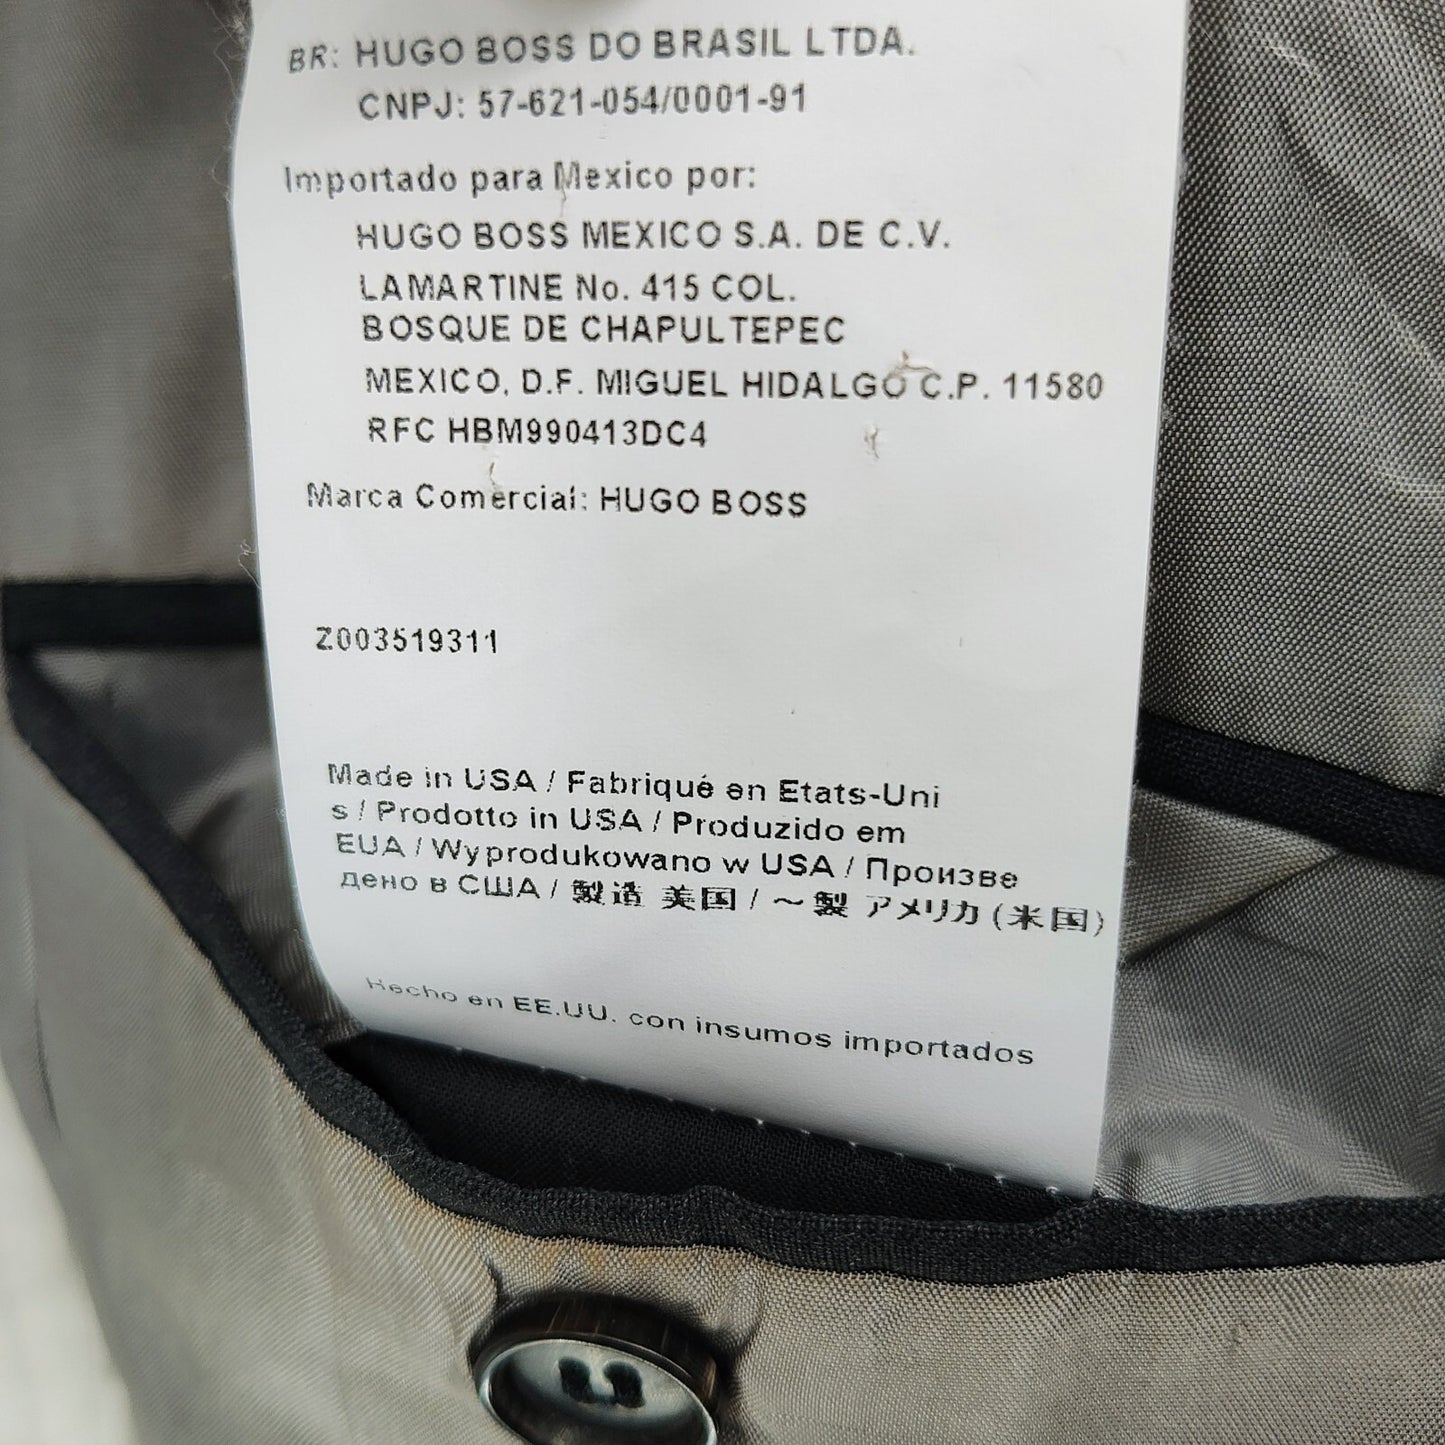 BR: HUGO BOSS DO BRASIL LTDA.
CNPJ: 57-621-054/0001-91
Importado para Mexico por:
HUGO BOSS MEXICO S.A. DE C.V.
LAMARTINE No. 415 COL.
BOSQUE DE CHAPULTEPEC
MEXICO, D.F. MIGUEL HIDALGO C.P. 11580
RFC HBM990413DC4
Marca Comercial: HUGO BOSS
Z003519311
Made in USA / Fabriqué en Etats-Uni
s / Prodotto in USA / Produzido em
EUA / Wyprodukowano w USA / Произве
дено в США / 製造 美国 / ～製 アメリカ (米国)
Hecho en EE.UU. con insumos importados